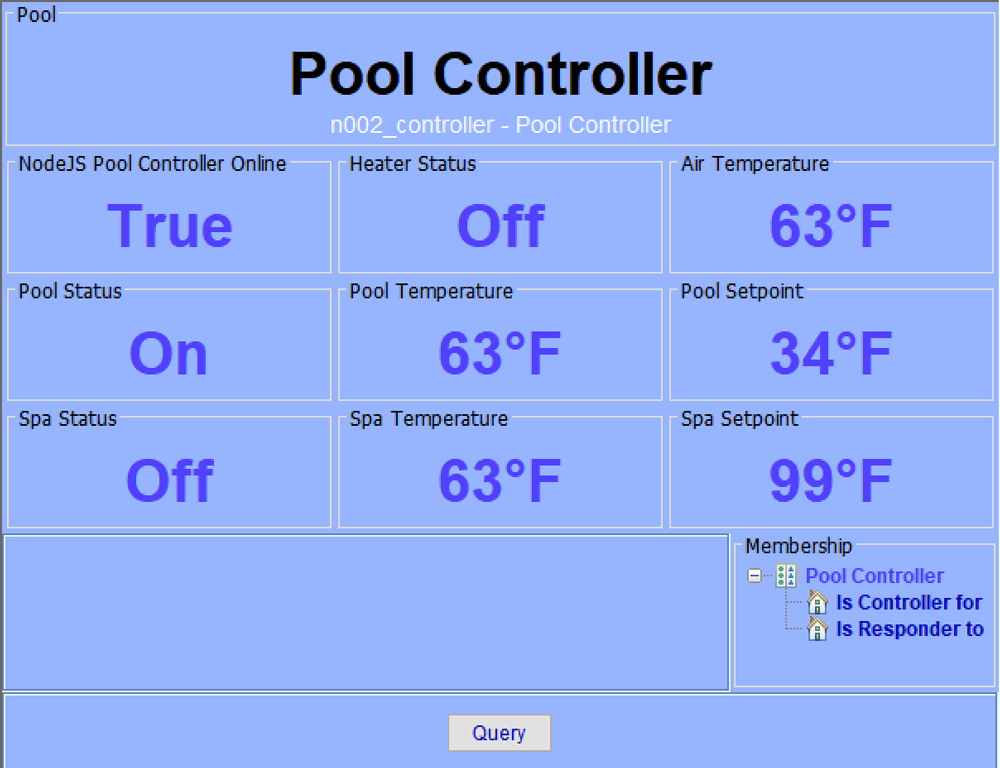 Pool
Pool Controller
n002_controller - Pool Controller
NodeJS Pool Controller Online
True
Heater Status
Off
Air Temperature
63°F
Pool Status
On
Pool Temperature
63°F
Pool Setpoint
34°F
Spa Status
Off
Spa Temperature
63°F
Spa Setpoint
99°F
Membership
Pool Controller
Is Controller for
Is Responder to
Query